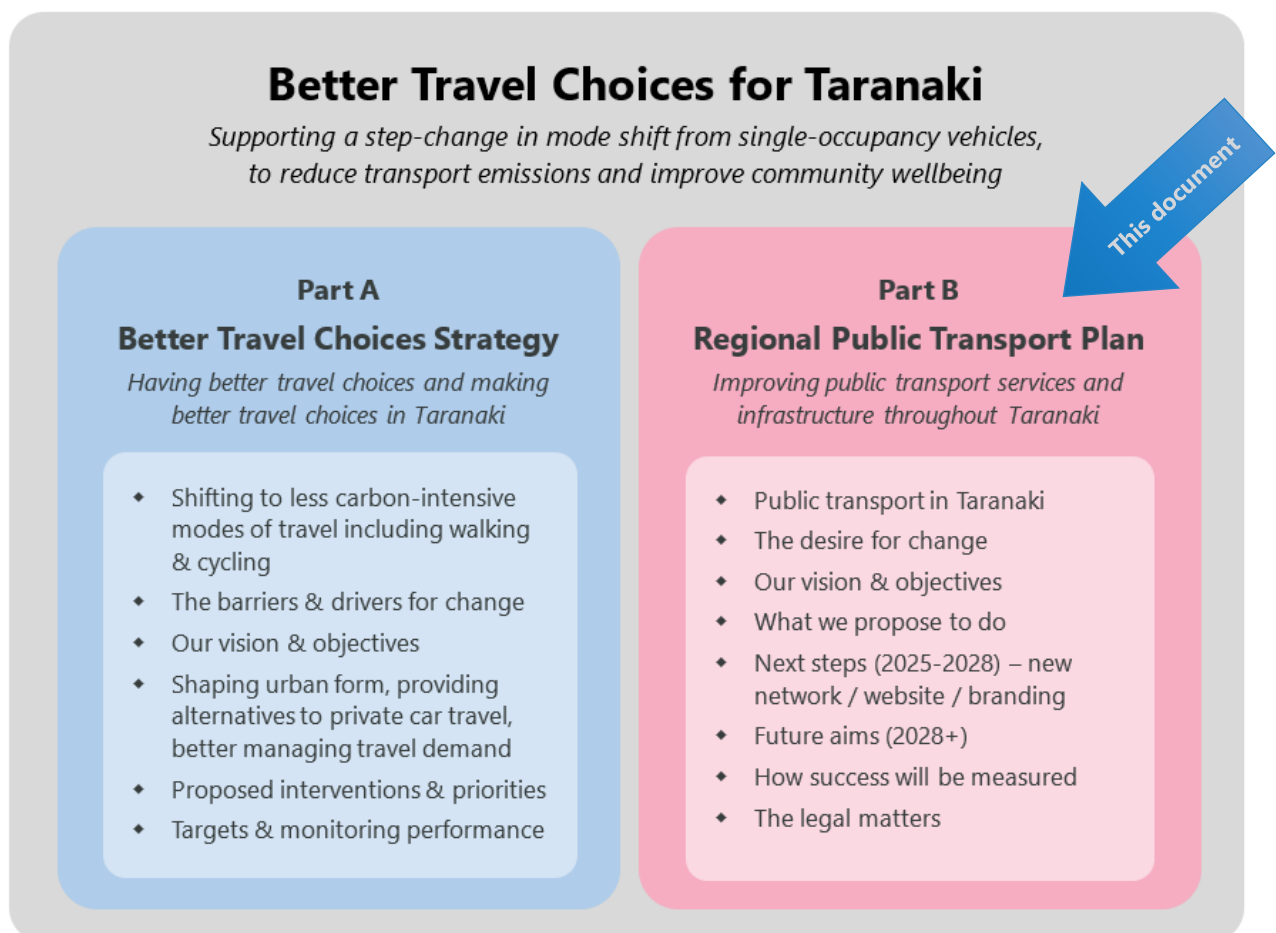 Better Travel Choices for Taranaki
Supporting a step-change in mode shift from single-occupancy vehicles,
to reduce transport emissions and improve community wellbeing
This document
Part A
Better Travel Choices Strategy
Having better travel choices and making
better travel choices in Taranaki
◆ Shifting to less carbon-intensive
modes of travel including walking
& cycling
◆ The barriers & drivers for change
◆ Our vision & objectives
◆ Shaping urban form, providing
alternatives to private car travel,
better managing travel demand
◆ Proposed interventions & priorities
◆ Targets & monitoring performance
Part B
Regional Public Transport Plan
Improving public transport services and
infrastructure throughout Taranaki
◆ Public transport in Taranaki
◆ The desire for change
◆ Our vision & objectives
◆ What we propose to do
◆ Next steps (2025-2028) – new
network / website / branding
◆ Future aims (2028+)
◆ How success will be measured
◆ The legal matters